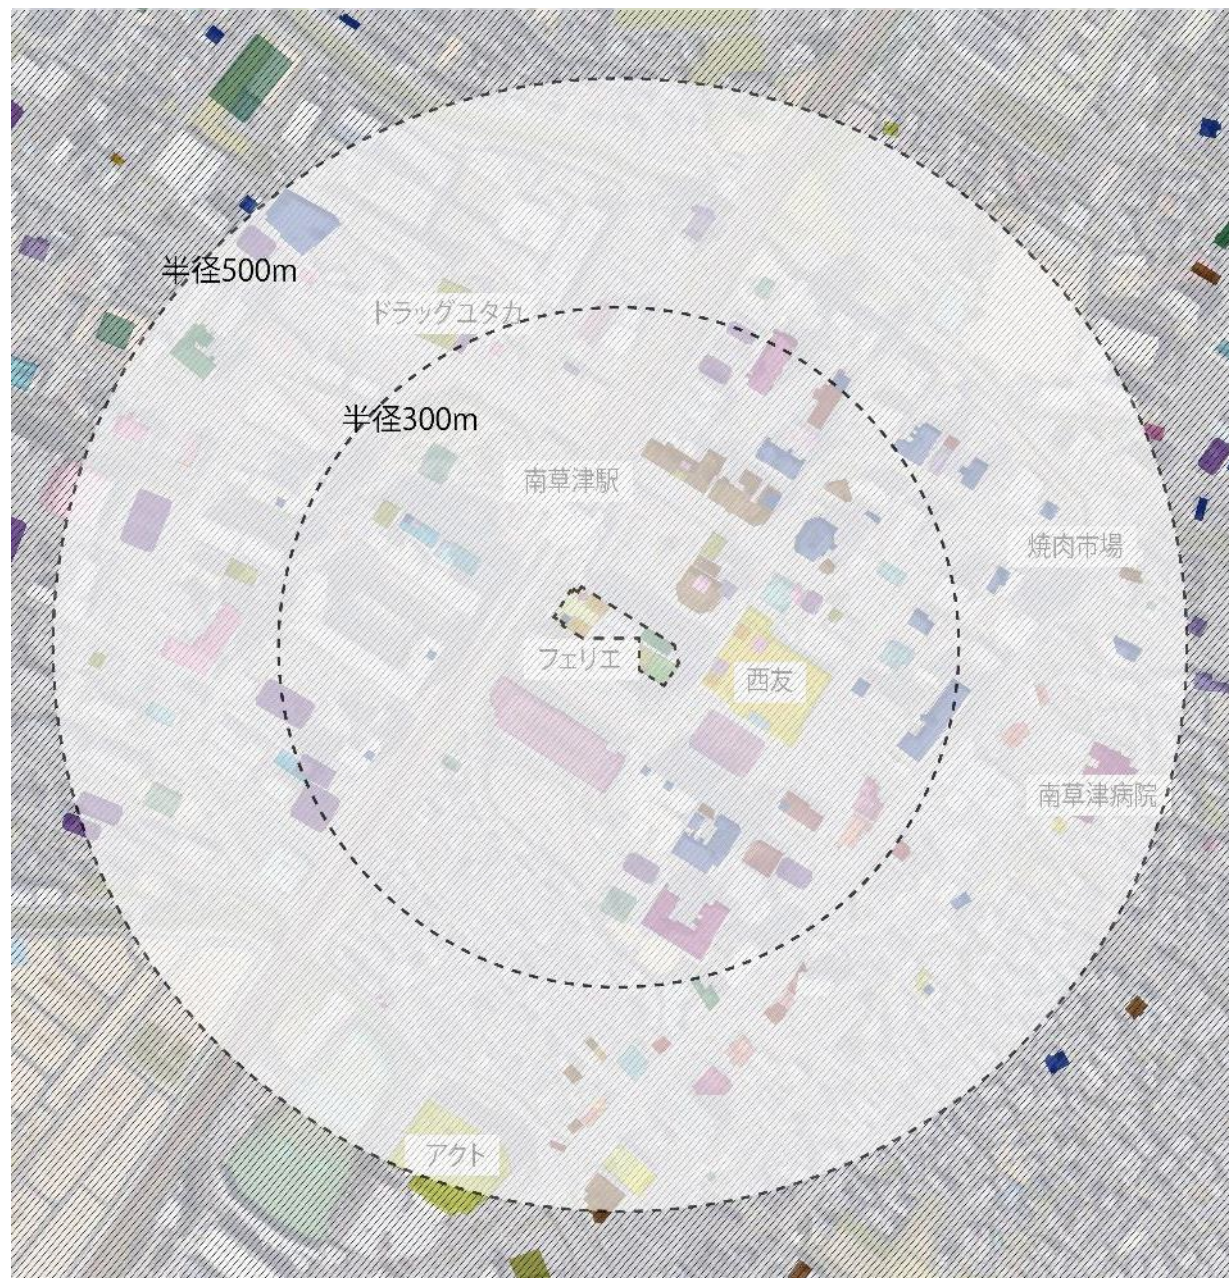 半径500m
ドラッグユタカ
半径300m
南草津駅
焼肉市場
フェリエ
西友
南草津病院
アクト